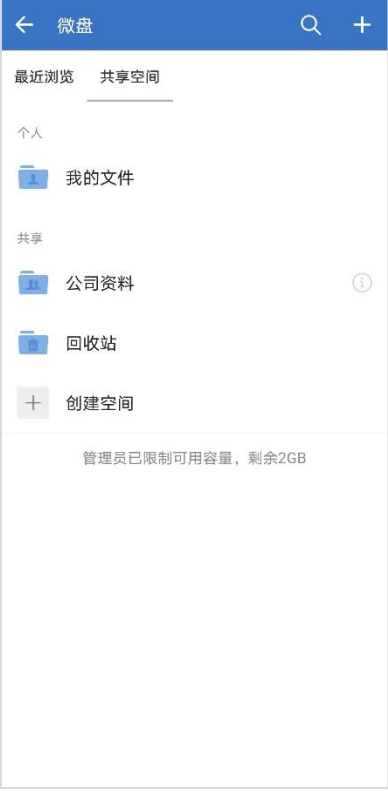 微盘
最近浏览 共享空间
个人
我的文件
共享
公司资料
回收站
创建空间
管理员已限制可用容量，剩余2GB